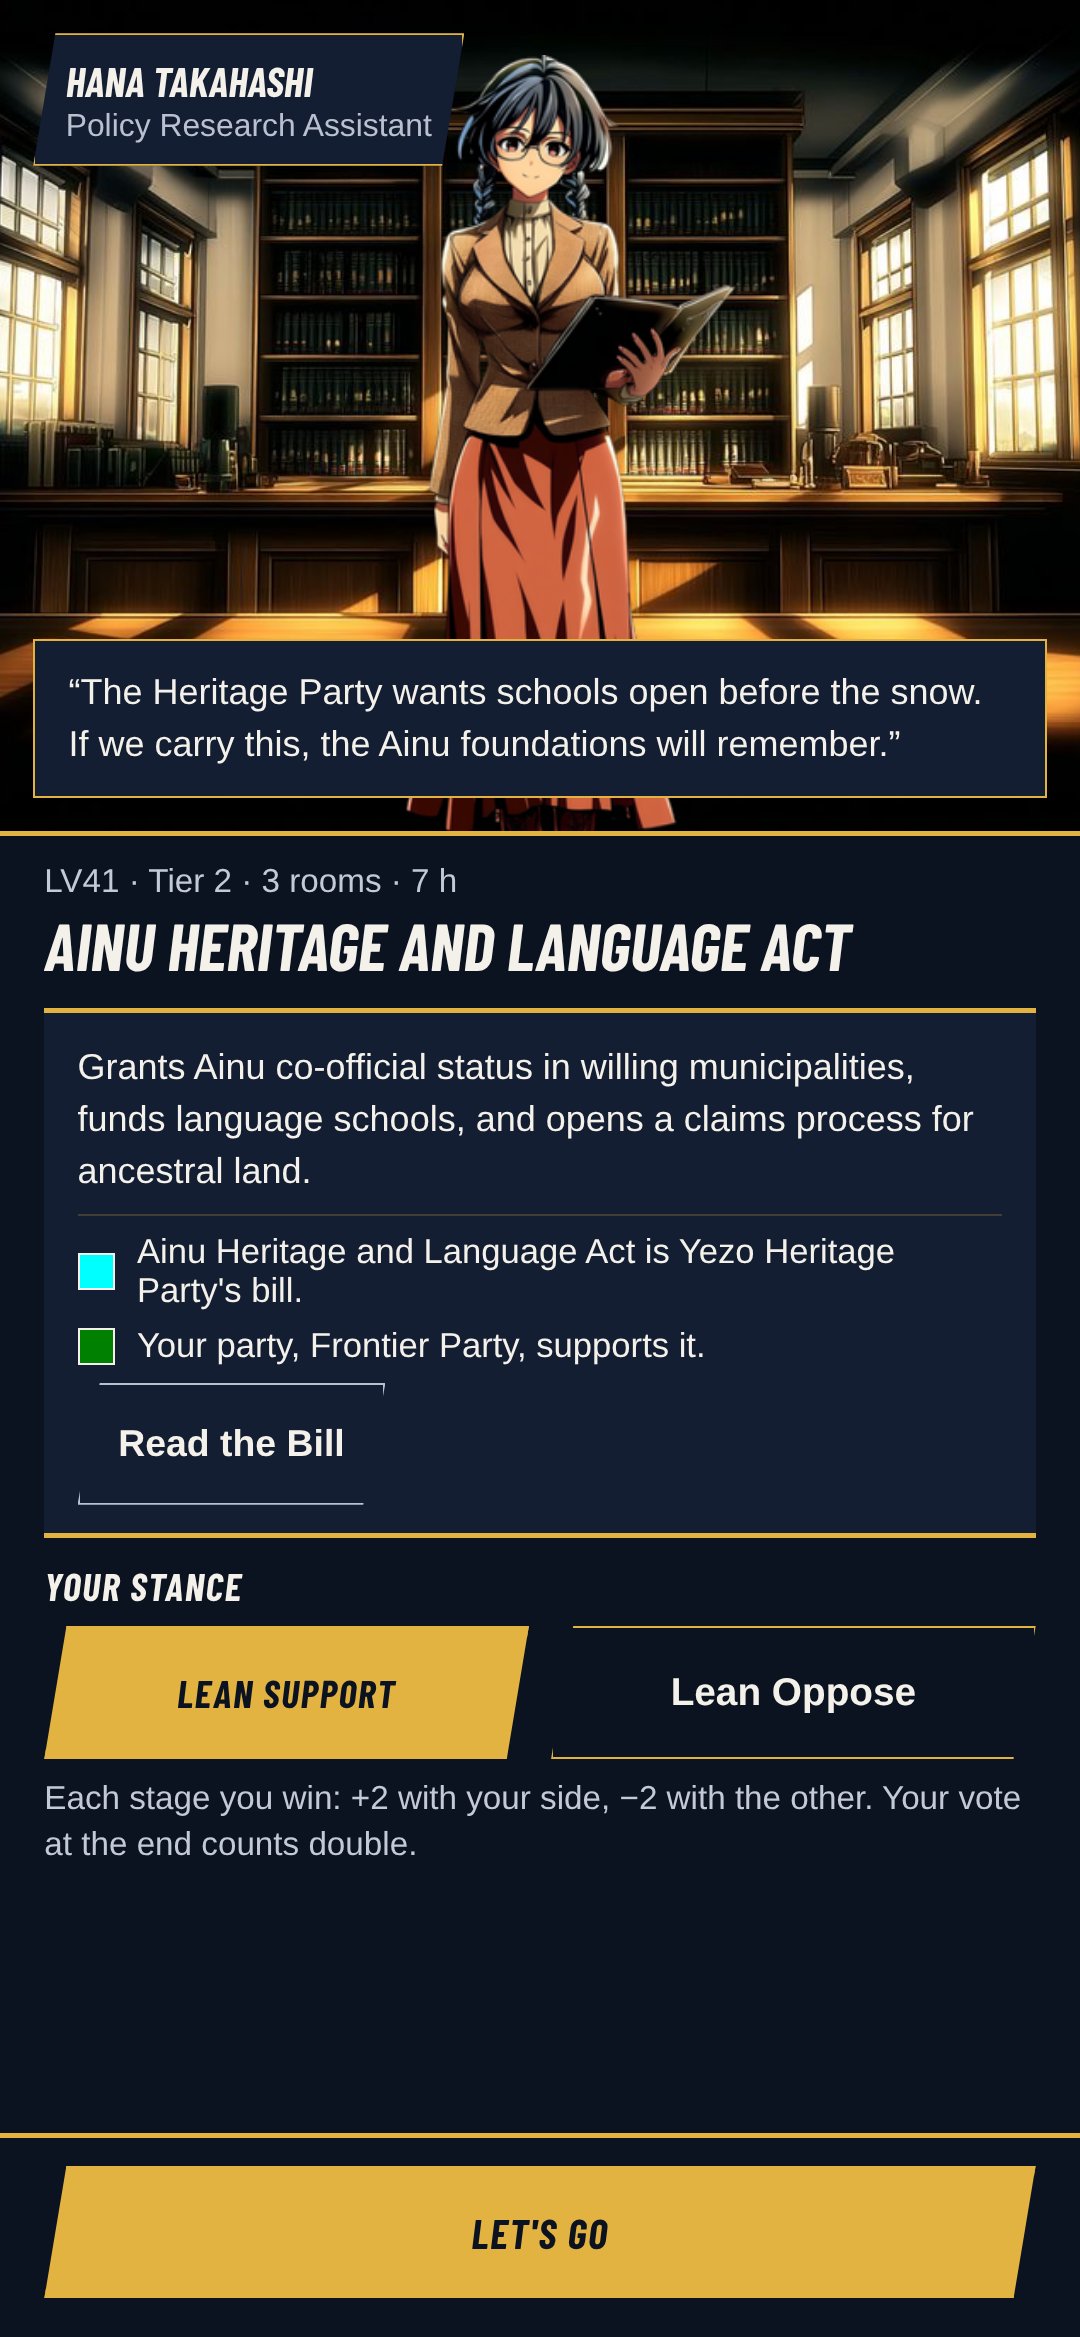 HANA TAKAHASHI
Policy Research Assistant
“The Heritage Party wants schools open before the snow.
If we carry this, the Ainu foundations will remember.”
LV41 · Tier 2 · 3 rooms · 7 h
AINU HERITAGE AND LANGUAGE ACT
Grants Ainu co-official status in willing municipalities,
funds language schools, and opens a claims process for
ancestral land.
Ainu Heritage and Language Act is Yezo Heritage
Party's bill.
Your party, Frontier Party, supports it.
Read the Bill
YOUR STANCE
LEAN SUPPORT
Lean Oppose
Each stage you win: +2 with your side, −2 with the other. Your vote
at the end counts double.
LET'S GO